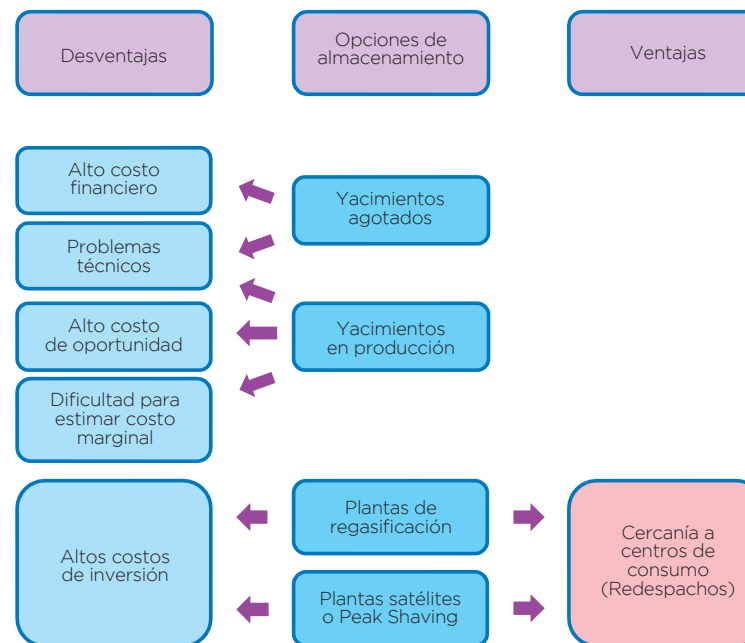 Desventajas
Opciones de
almacenamiento
Ventajas
Alto costo
financiero
Problemas
técnicos
Alto costo
de oportunidad
Dificultad para
estimar costo
marginal
Altos costos
de inversión
Yacimientos
agotados
Yacimientos
en producción
Plantas de
regasificación
Plantas satélites
o Peak Shaving
Cercanía a
centros de
consumo
(Redespachos)